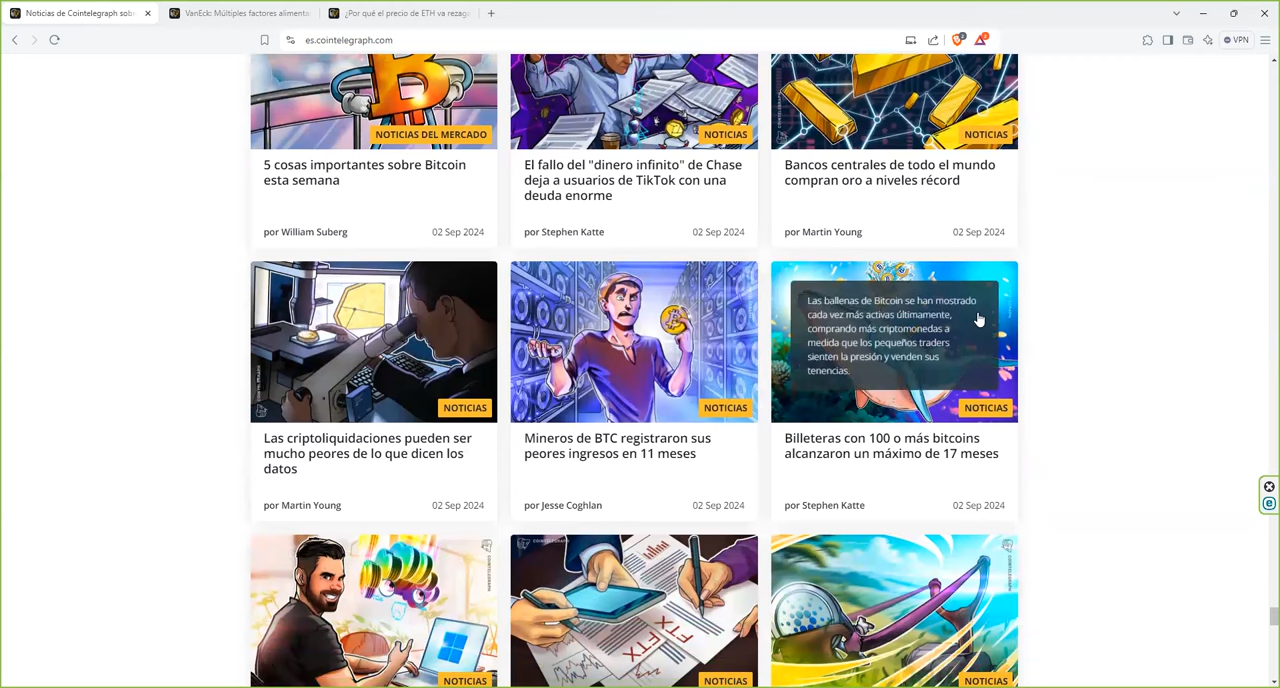 Noticias de Cointelegraph sob
VanEck: Múltiples factores alimenta
¿Por qué el precio de ETH va rezag
es.cointelegraph.com
VPN
NOTICIAS DEL MERCADO
NOTICIAS
NOTICIAS
5 cosas importantes sobre Bitcoin
esta semana
por William Suberg
02 Sep 2024
El fallo del "dinero infinito" de Chase
deja a usuarios de TikTok con una
deuda enorme
por Stephen Katte
02 Sep 2024
Bancos centrales de todo el mundo
compran oro a niveles récord
por Martin Young
02 Sep 2024
NOTICIAS
Las criptoliquidaciones pueden ser
mucho peores de lo que dicen los
datos
por Martin Young
02 Sep 2024
NOTICIAS
Mineros de BTC registraron sus
peores ingresos en 11 meses
por Jesse Coghlan
02 Sep 2024
Las ballenas de Bitcoin se han mostrado
cada vez más activas últimamente,
comprando más criptomonedas a
medida que los pequeños traders
sienten la presión y venden sus
tenencias.
NOTICIAS
Billeteras con 100 o más bitcoins
alcanzaron un máximo de 17 meses
por Stephen Katte
02 Sep 2024
COINTELEGRAPH
FTX
FTX
NOTICIAS
NOTICIAS
NOTICIAS